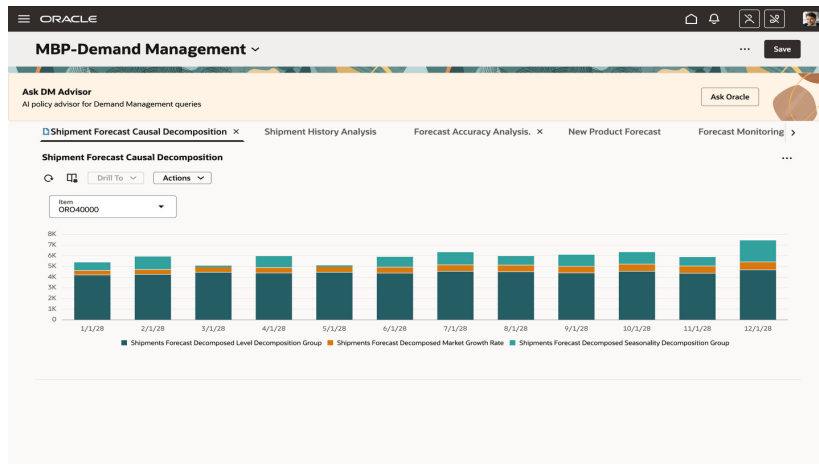 ORACLE
MBP-Demand Management
Save
Ask DM Advisor
AI policy advisor for Demand Management queries
Ask Oracle
Shipment Forecast Causal Decomposition
Shipment History Analysis
Forecast Accuracy Analysis.
New Product Forecast
Forecast Monitoring
Shipment Forecast Causal Decomposition
Drill To
Actions
Item
ORO40000
8K
7K
6K
5K
4K
3K
2K
1K
0
1/1/28 2/1/28 3/1/28 4/1/28 5/1/28 6/1/28 7/1/28 8/1/28 9/1/28 10/1/28 11/1/28 12/1/28
Shipments Forecast Decomposed Level Decomposition Group Shipments Forecast Decomposed Market Growth Rate Shipments Forecast Decomposed Seasonality Decomposition Group